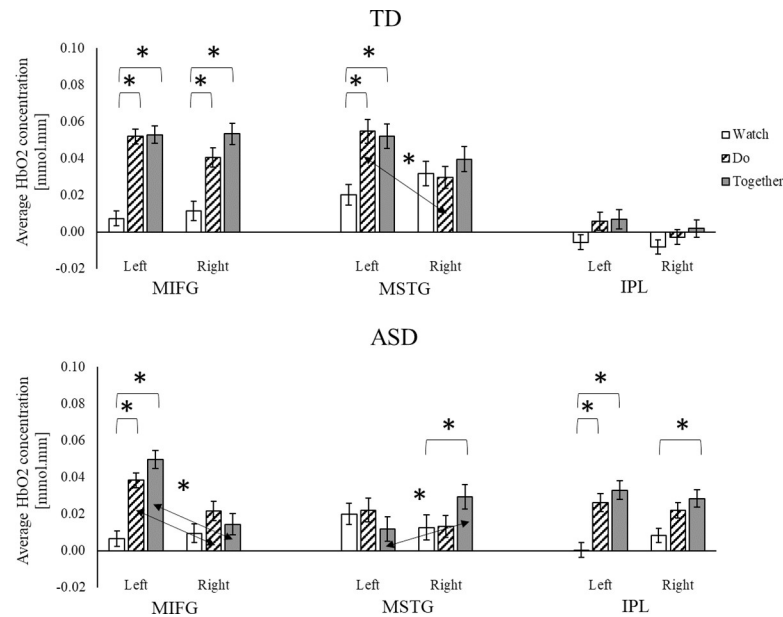 TD
Average HbO2 concentration
[mmol.mm]
0.10
0.08
0.06
0.04
0.02
0.00
-0.02
* * * * * * *
Left Right Left Right Left Right
MIFG MSTG IPL
Watch
Do
Together
ASD
Average HbO2 concentration
[mmol.mm]
0.10
0.08
0.06
0.04
0.02
0.00
-0.02
* * * * * * * *
Left Right Left Right Left Right
MIFG MSTG IPL